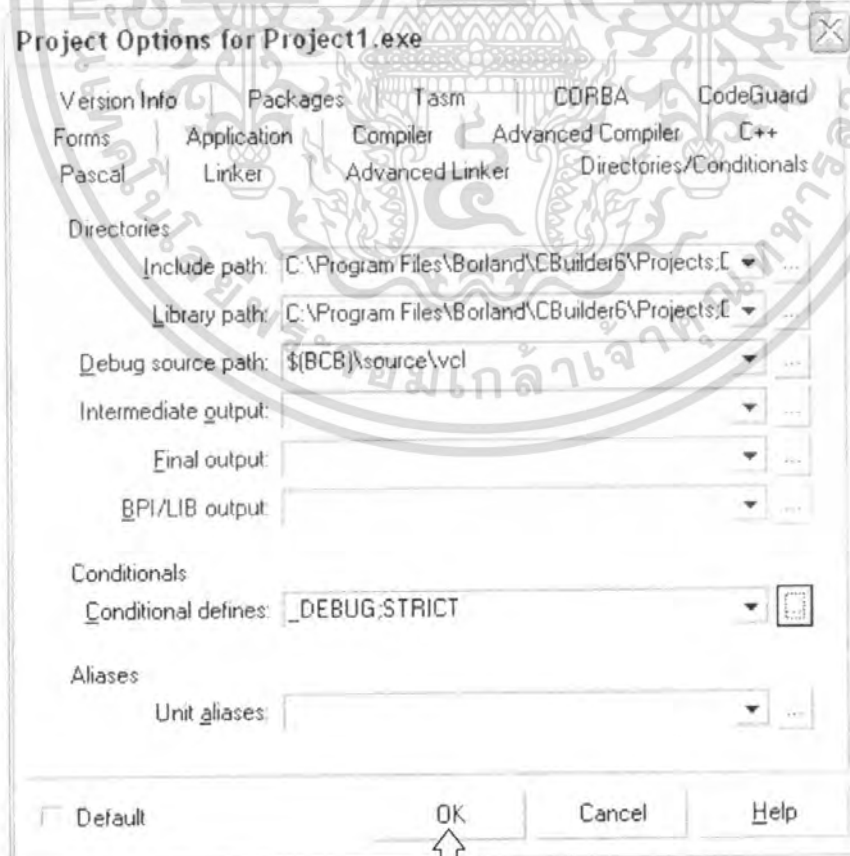 Project Options for Project1.exe
Version Info Packages Tasm CORBA CodeGuard
Forms Application Compiler Advanced Compiler C++
Pascal Linker Advanced Linker Directories/Conditionals
Directories
Include path: C:\Program Files\Borland\CBuilder6\Projects;
Library path: C:\Program Files\Borland\CBuilder6\Projects;
Debug source path: $(BCB)\source\vcl
Intermediate output:
Final output:
BPI/LIB output:
Conditionals
Conditional defines: _DEBUG;STRICT
Aliases
Unit aliases:
Default OK Cancel Help